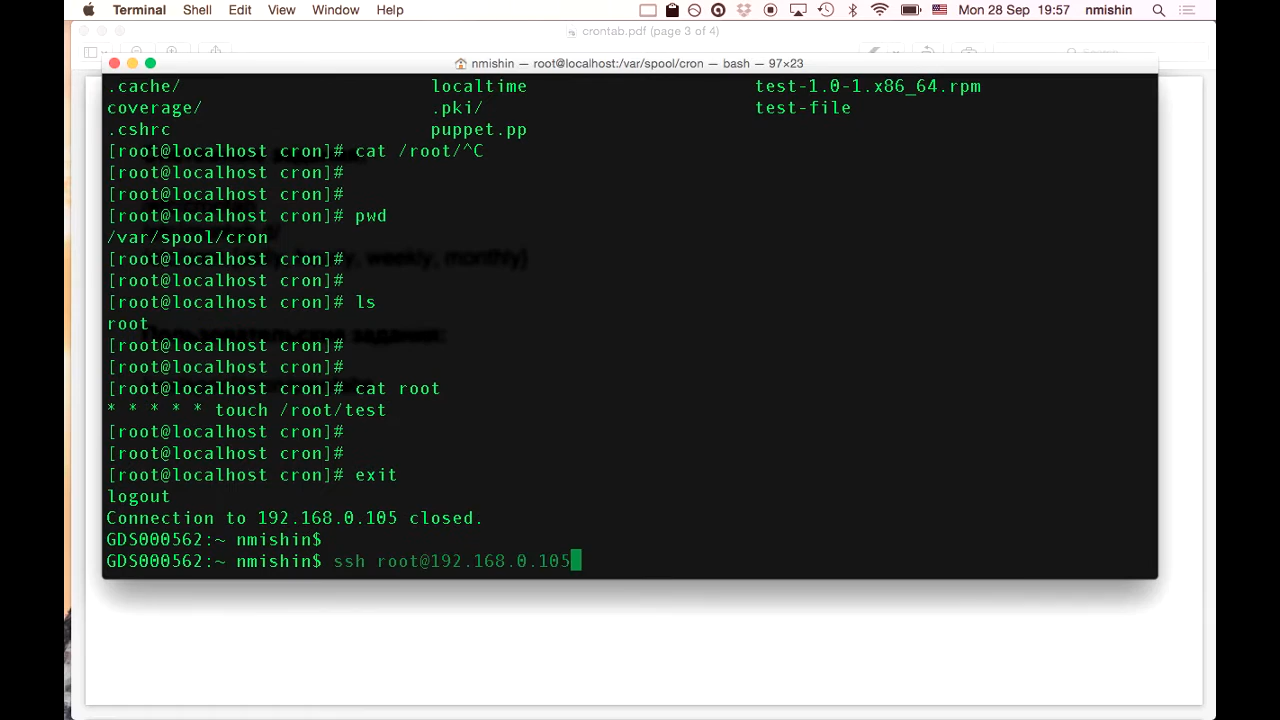 Terminal Shell Edit View Window Help Mon 28 Sep 19:57 nmishin
crontab.pdf (page 3 of 4)
nmishin — root@localhost:/var/spool/cron — bash — 97×23
.cache/ localtime test-1.0-1.x86_64.rpm
coverage/ .pki/ test-file
.cshrc puppet.pp
[root@localhost cron]# cat /root/^C
[root@localhost cron]#
[root@localhost cron]#
[root@localhost cron]# pwd
/var/spool/cron
[root@localhost cron]#
weekly, monthly}
[root@localhost cron]#
[root@localhost cron]# ls
root
задания:
[root@localhost cron]#
[root@localhost cron]#
[root@localhost cron]# cat root
* * * * * touch /root/test
[root@localhost cron]#
[root@localhost cron]#
[root@localhost cron]# exit
logout
Connection to 192.168.0.105 closed.
GDS000562:~ nmishin$
GDS000562:~ nmishin$ ssh root@192.168.0.105